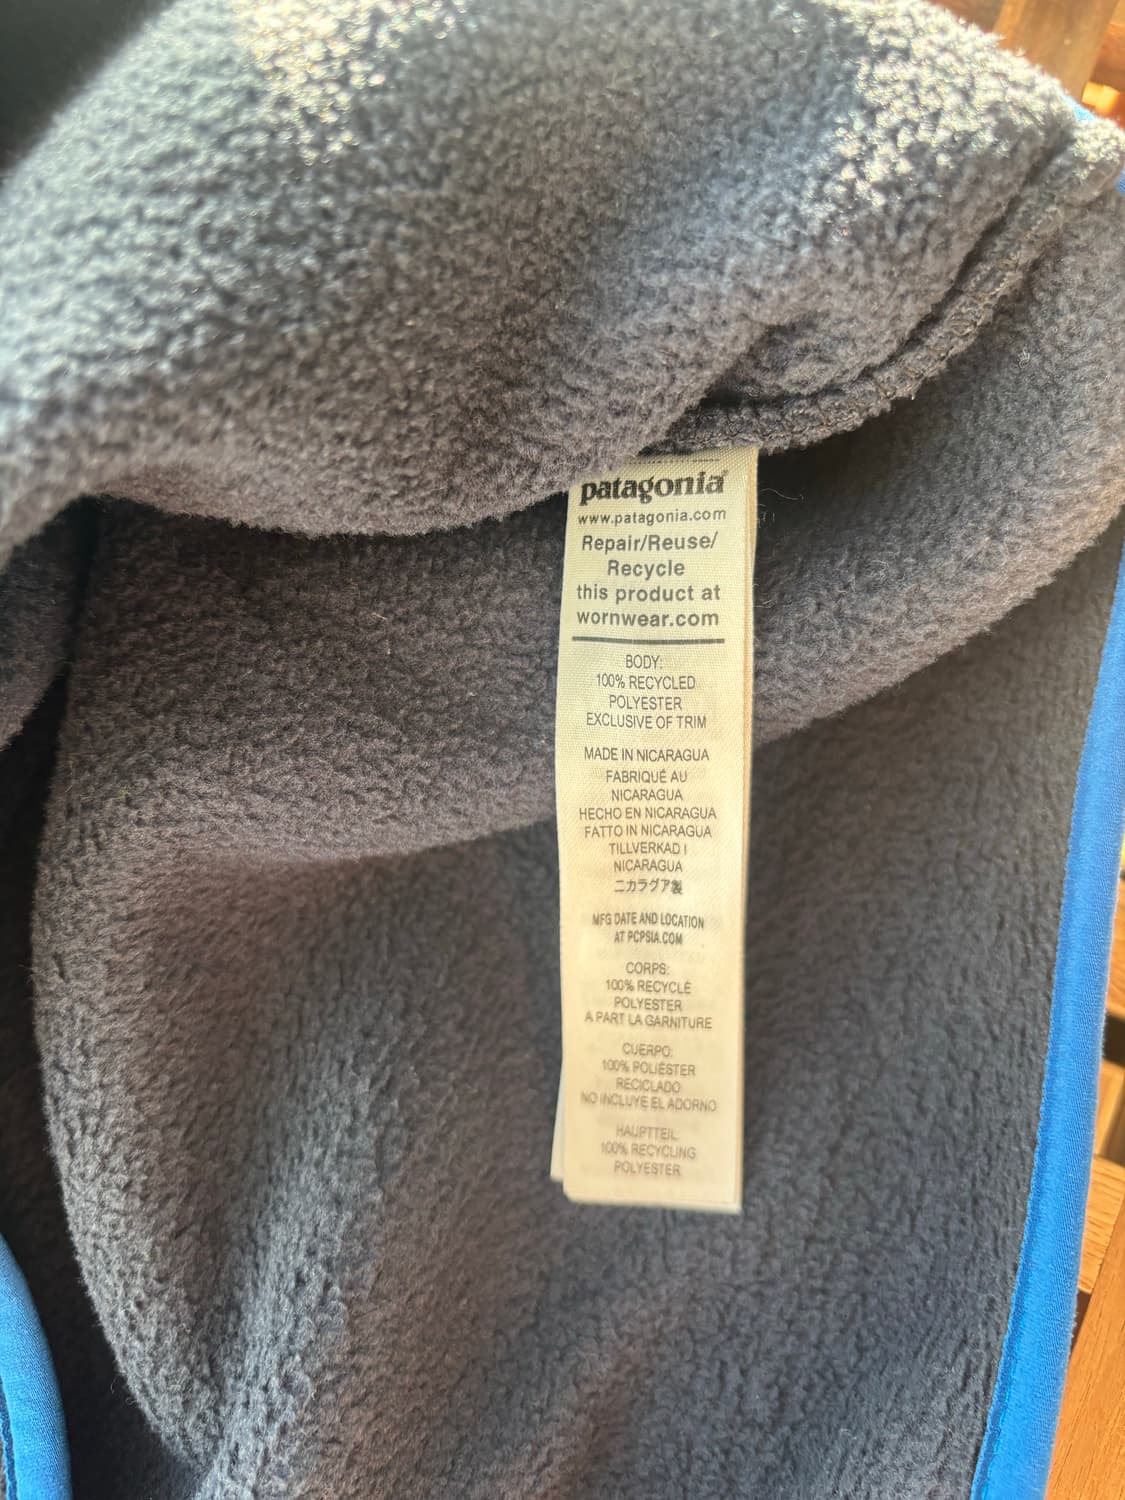 patagonia®
www.patagonia.com
Repair/Reuse/
Recycle
this product at
wornwear.com
BODY:
100% RECYCLED
POLYESTER
EXCLUSIVE OF TRIM
MADE IN NICARAGUA
FABRIQUÉ AU
NICARAGUA
HECHO EN NICARAGUA
FATTO IN NICARAGUA
TILLVERKAD I
NICARAGUA
ニカラグア製
MFG DATE AND LOCATION
AT PCPSIA.COM
CORPS:
100% RECYCLÉ
POLYESTER
A PART LA GARNITURE
CUERPO:
100% POLIÉSTER
RECICLADO
NO INCLUYE EL ADORNO
HAUPTTEIL
100% RECYCLING
POLYESTER